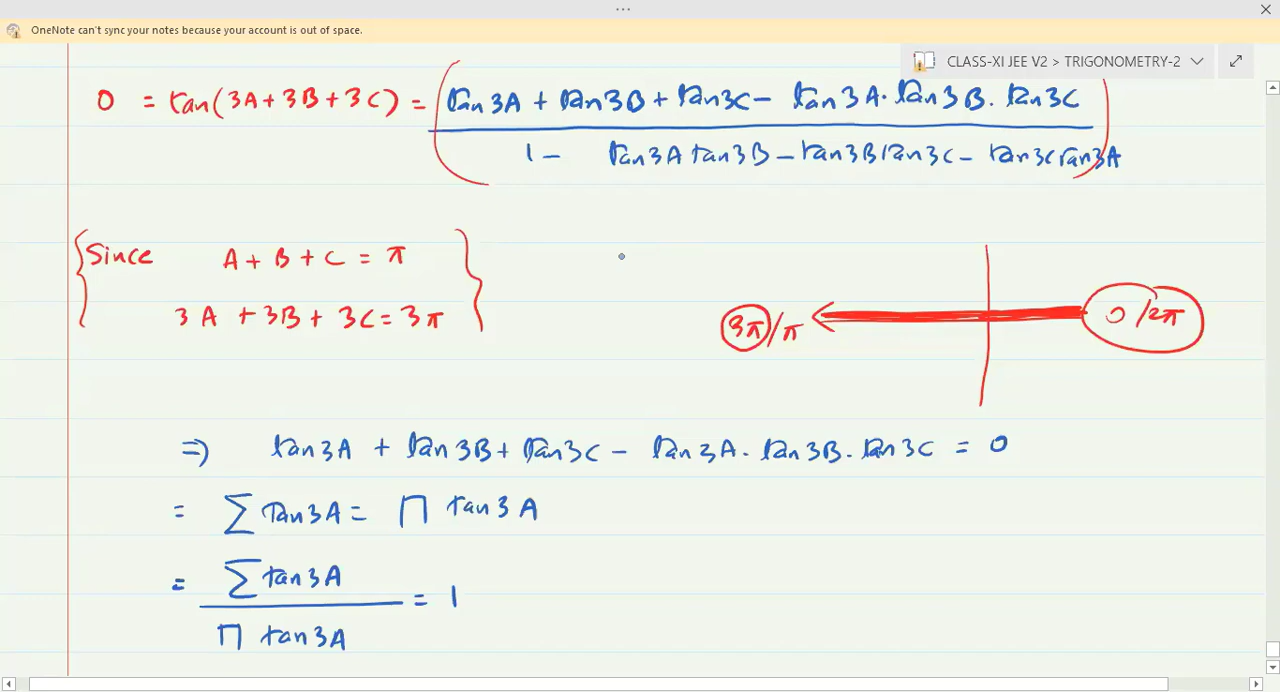 ...
OneNote can't sync your notes because your account is out of space.
CLASS-XI JEE V2 > TRIGONOMETRY-2
0 = tan(3A+3B+3C) = (tan3A + tan3B + tan3C - tan3A. tan3B. tan3C
1 - tan3A tan3B - tan3B tan3C - tan3C tan3A)
{Since A + B + C = π
3A + 3B + 3C = 3π}
3π/π
0/2π
⇒ tan3A + tan3B + tan3C - tan3A. tan3B. tan3C = 0
= ∑ tan3A = ∏ tan3A
= ∑ tan3A
∏ tan3A
= 1